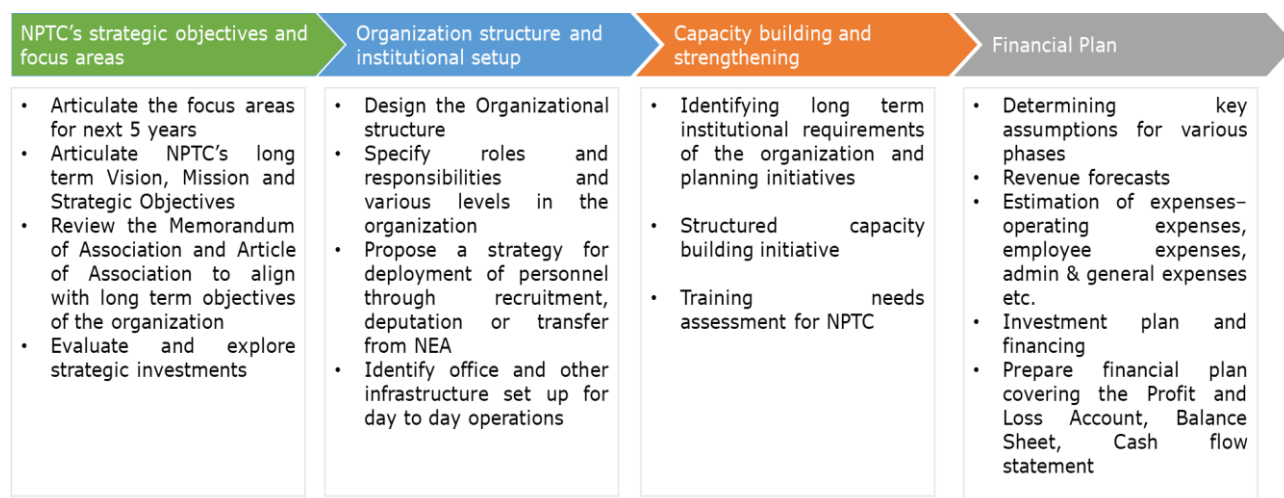 NPTC's strategic objectives and
focus areas
• Articulate the focus areas
for next 5 years
• Articulate NPTC's long
term Vision, Mission and
Strategic Objectives
• Review the Memorandum
of Association and Article
of Association to align
with long term objectives
of the organization
• Evaluate and explore
strategic investments
Organization structure and
institutional setup
• Design the Organizational
structure
• Specify roles and
responsibilities and
various levels in the
organization
• Propose a strategy for
deployment of personnel
through recruitment,
deputation or transfer
from NEA
• Identify office and other
infrastructure set up for
day to day operations
Capacity building and
strengthening
• Identifying long term
institutional requirements
of the organization and
planning initiatives
• Structured capacity
building initiative
• Training needs
assessment for NPTC
Financial Plan
• Determining key
assumptions for various
phases
• Revenue forecasts
• Estimation of expenses–
operating expenses,
employee expenses,
admin & general expenses
etc.
• Investment plan and
financing
• Prepare financial plan
covering the Profit and
Loss Account, Balance
Sheet, Cash flow
statement